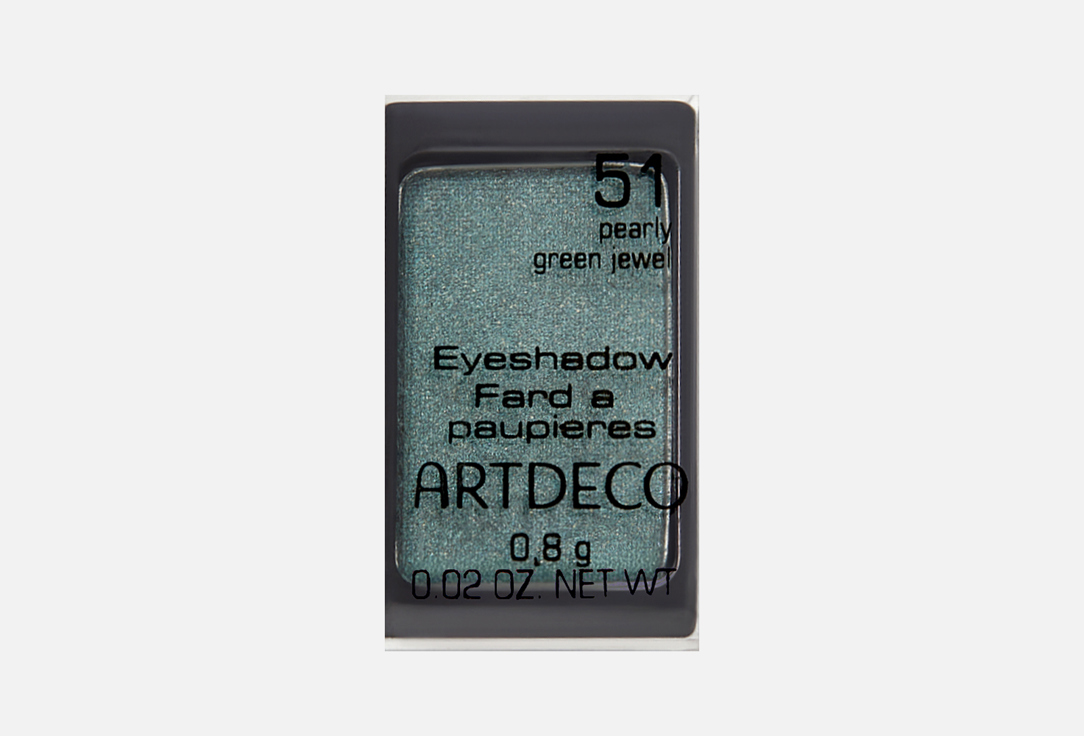 51
pearly
green jewel
Eyeshadow
Fard a
paupieres
ARTDECO
0,8 g
0.02 OZ. NET WT